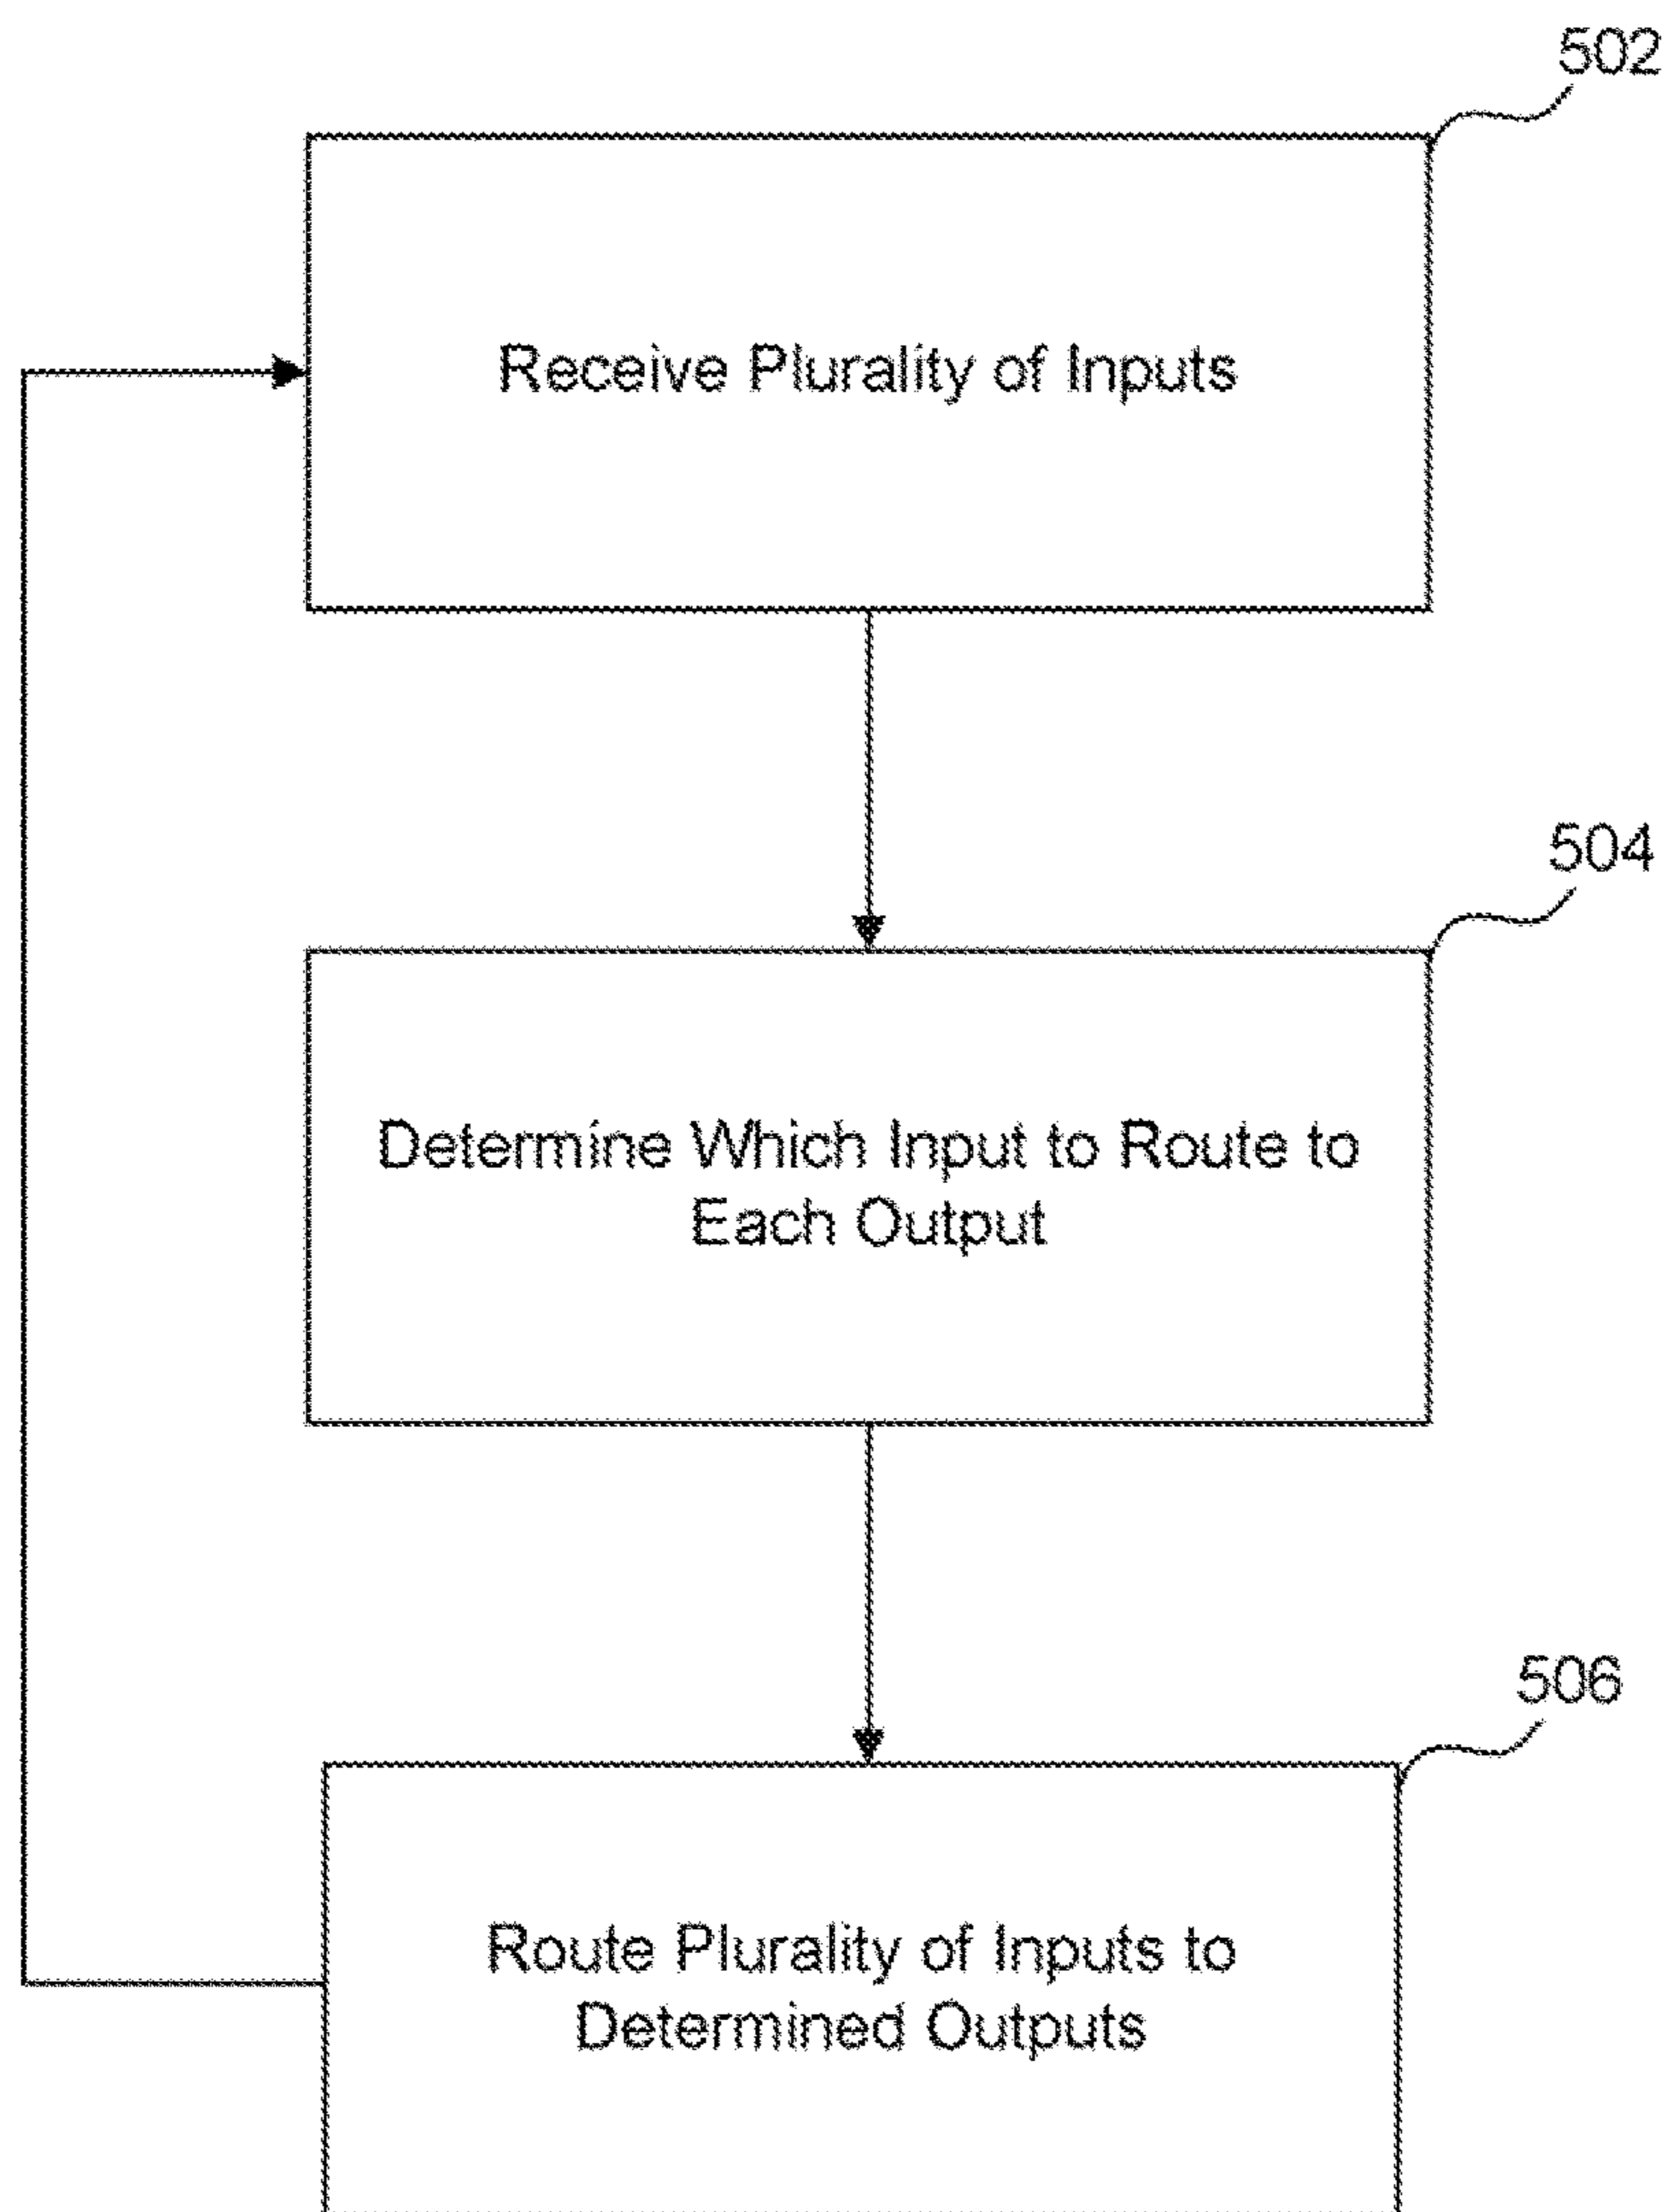 502
Receive Plurality of Inputs
504
Determine Which Input to Route to
Each Output
506
Route Plurality of Inputs to
Determined Outputs